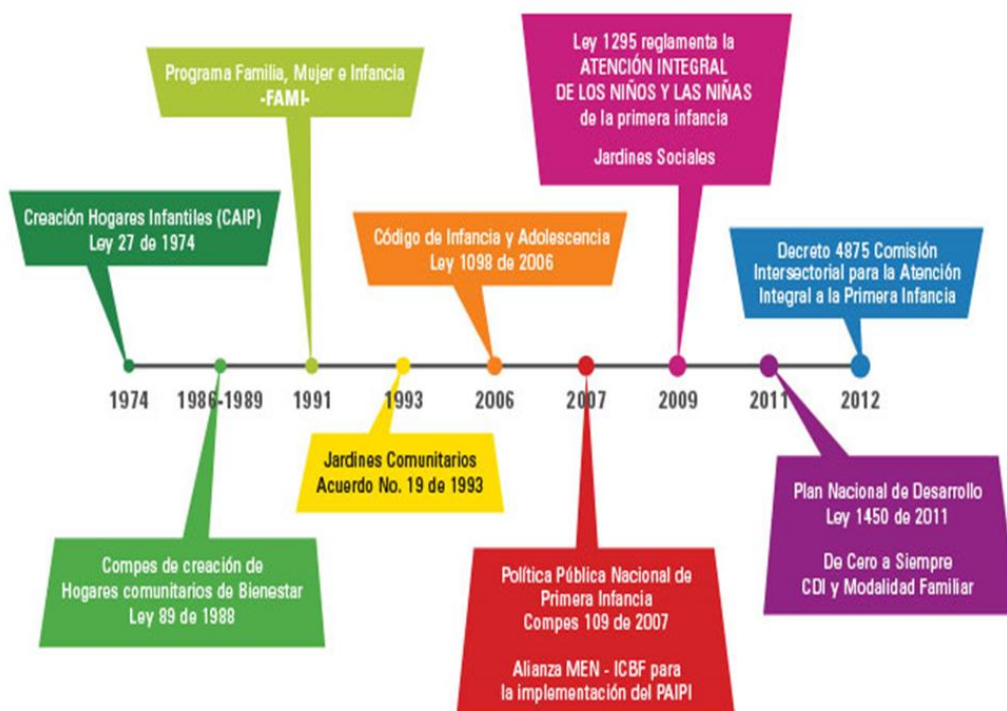 Ley 1295 reglamenta la
ATENCIÓN INTEGRAL
DE LOS NIÑOS Y LAS NIÑAS
de la primera infancia
Jardines Sociales
Programa Familia, Mujer e Infancia
-FAMI-
Creación Hogares Infantiles (CAIP)
Ley 27 de 1974
Código de Infancia y Adolescencia
Ley 1098 de 2006
Decreto 4875 Comisión
Intersectorial para la Atención
Integral a la Primera Infancia
1974 1986-1989 1991 1993 2006 2007 2009 2011 2012
Jardines Comunitarios
Acuerdo No. 19 de 1993
Compes de creación de
Hogares comunitarios de Bienestar
Ley 89 de 1988
Política Pública Nacional de
Primera Infancia
Compes 109 de 2007
Alianza MEN - ICBF para
la implementación del PAIPI
Plan Nacional de Desarrollo
Ley 1450 de 2011
De Cero a Siempre
CDI y Modalidad Familiar